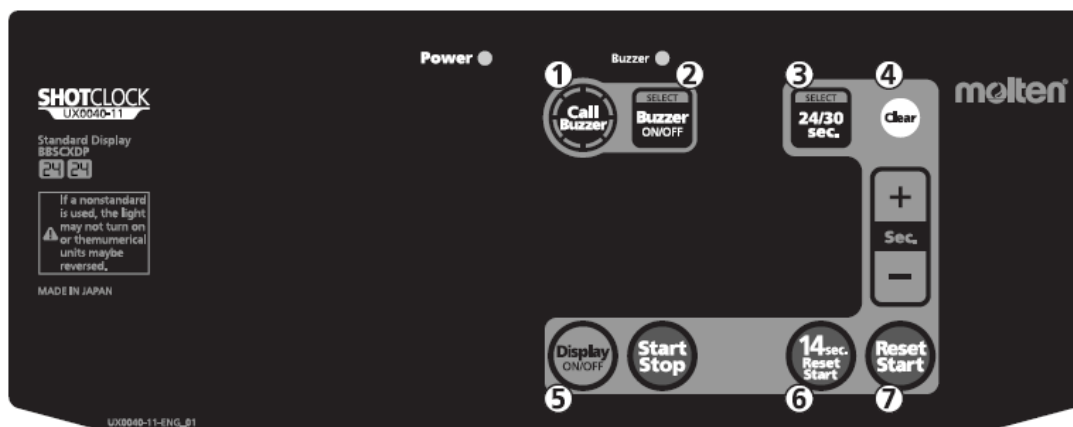 Power
Buzzer
1
2
3
4
SHOTCLOCK
UX0040-11
Standard Display
BBSCXDP
24 24
If a nonstandard
is used, the light
may not turn on
or themumerical
units maybe
reversed.
MADE IN JAPAN
Call
Buzzer
SELECT
Buzzer
ON/OFF
SELECT
24/30
sec.
Clear
molten
+
Sec.
−
Display
ON/OFF
Start
Stop
14sec.
Reset
Start
Reset
Start
5
6
7
UX0040-11-ENG_01